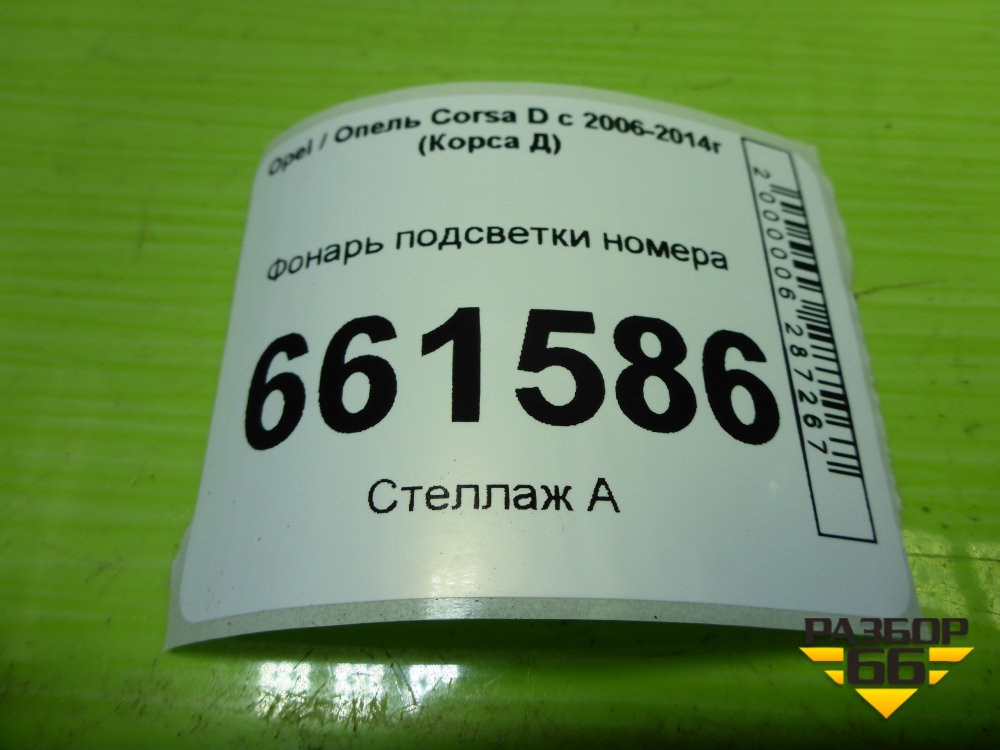 Opel / Опель Corsa D с 2006-2014г
(Корса Д)
Фонарь подсветки номера
661586
Стеллаж А
2000006287267
РАЗБОР
66